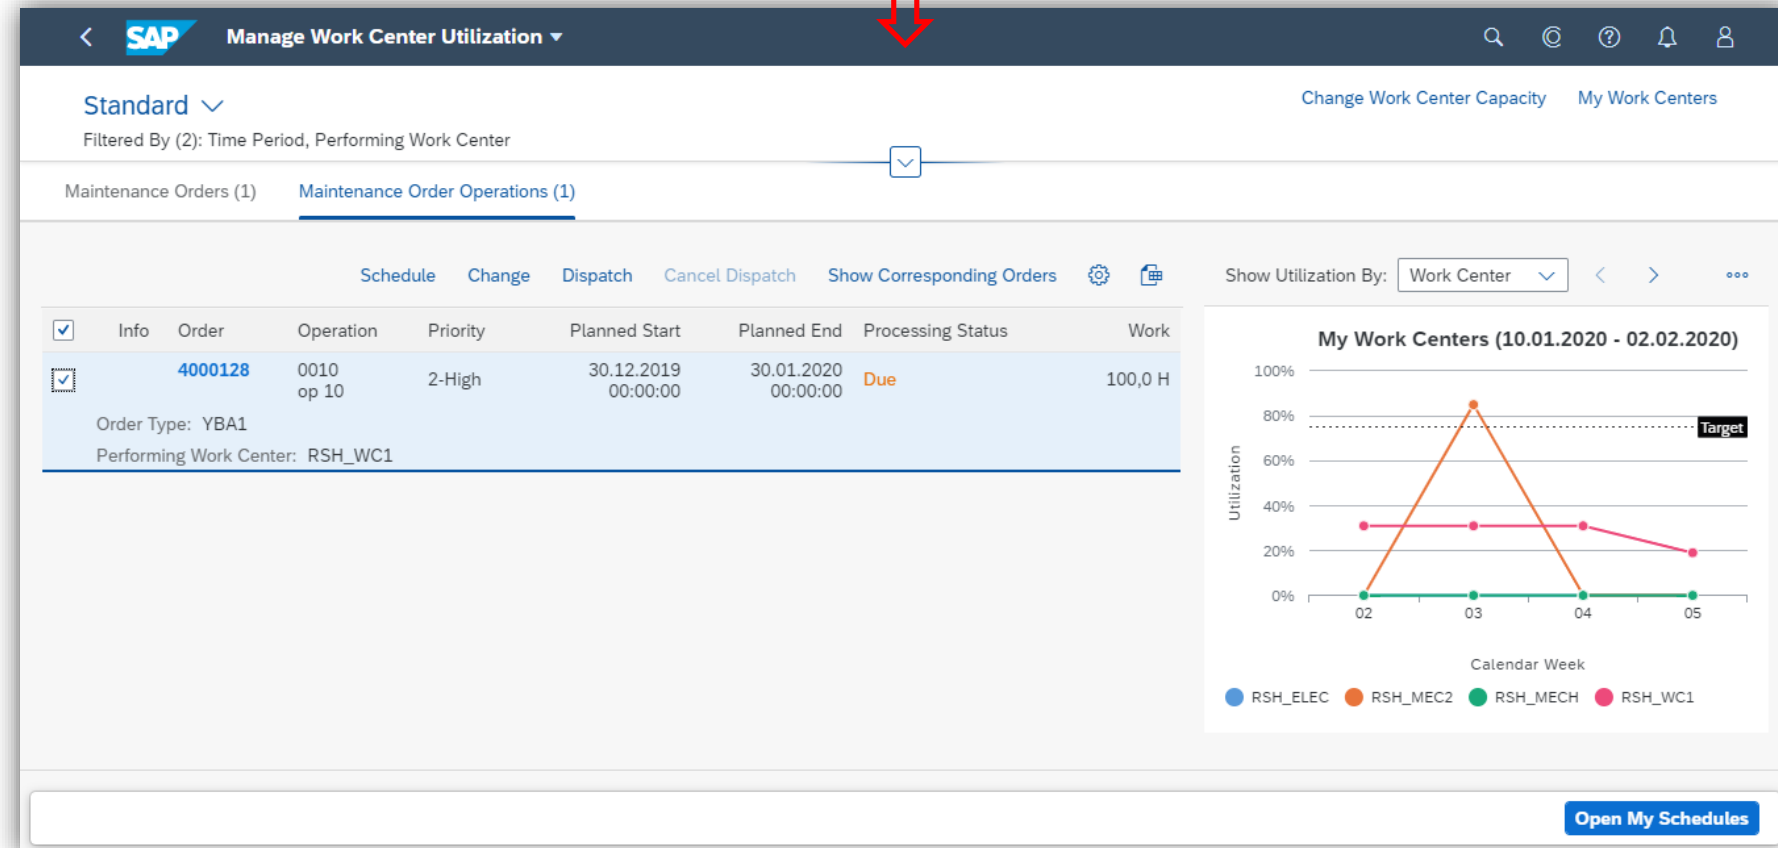 SAP Manage Work Center Utilization
Standard
Change Work Center Capacity My Work Centers
Filtered By (2): Time Period, Performing Work Center
Maintenance Orders (1) Maintenance Order Operations (1)
Schedule Change Dispatch Cancel Dispatch Show Corresponding Orders
Info Order Operation Priority Planned Start Planned End Processing Status Work
4000128 0010 2-High 30.12.2019 30.01.2020 Due 100,0 H
op 10 00:00:00 00:00:00
Order Type: YBA1
Performing Work Center: RSH_WC1
Show Utilization By: Work Center
My Work Centers (10.01.2020 - 02.02.2020)
100%
80%
Target
60%
40%
20%
0%
Utilization
02 03 04 05
Calendar Week
RSH_ELEC RSH_MEC2 RSH_MECH RSH_WC1
Open My Schedules